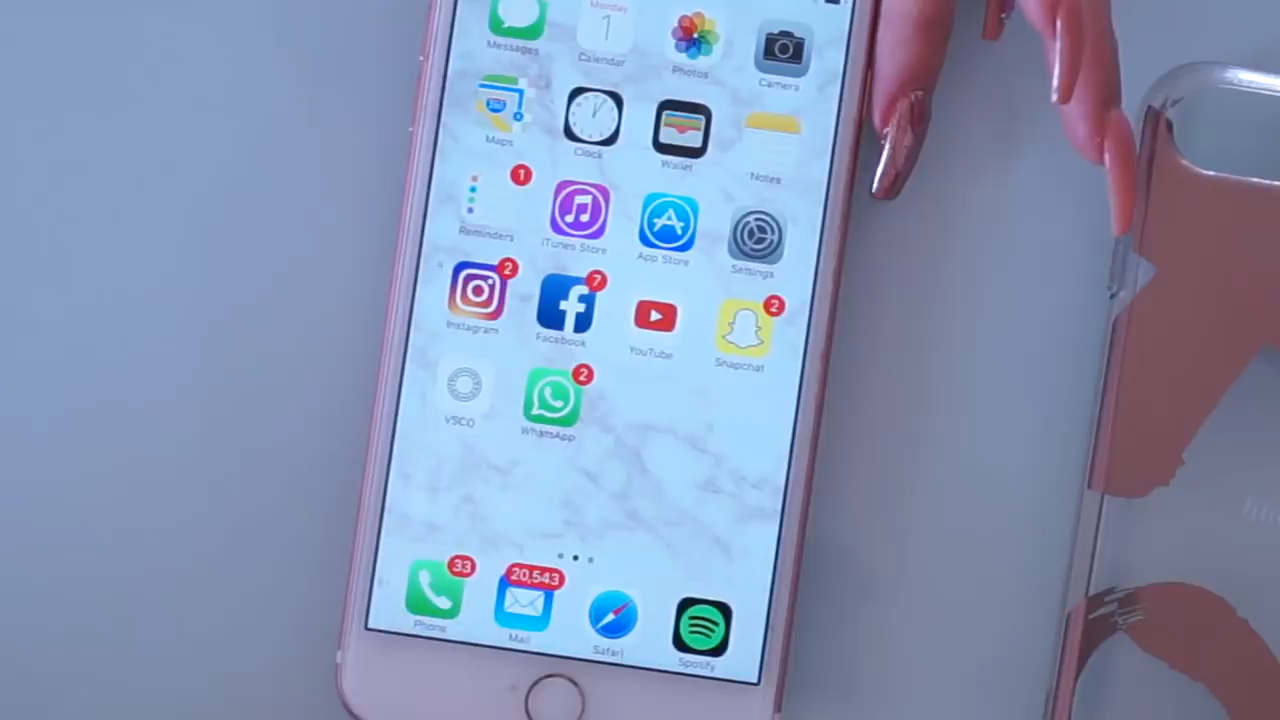 Monday
1
Messages
Calendar
Photos
Camera
Maps
Clock
Wallet
Notes
1
Reminders
iTunes Store
App Store
Settings
2
7
2
Instagram
Facebook
YouTube
Snapchat
2
VSCO
WhatsApp
33
20,543
Phone
Mail
Safari
Spotify